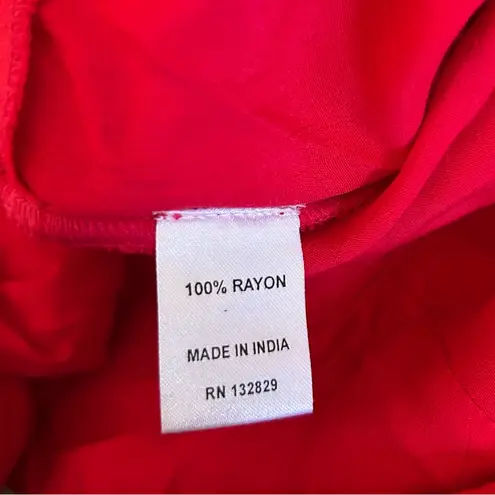 100% RAYON
MADE IN INDIA
RN 132829